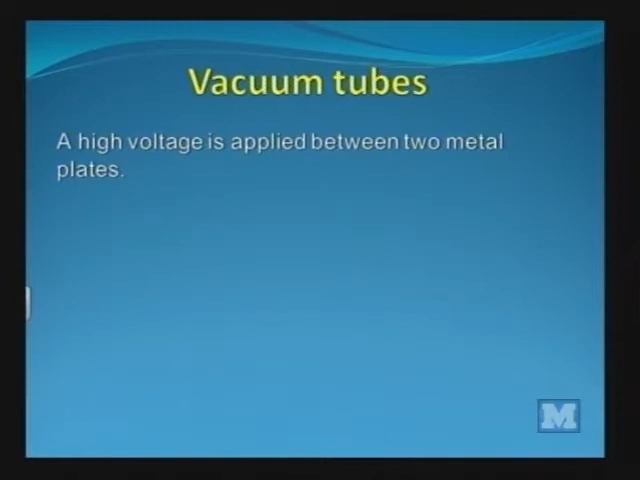 Vacuum tubes
A high voltage is applied between two metal
plates.
M